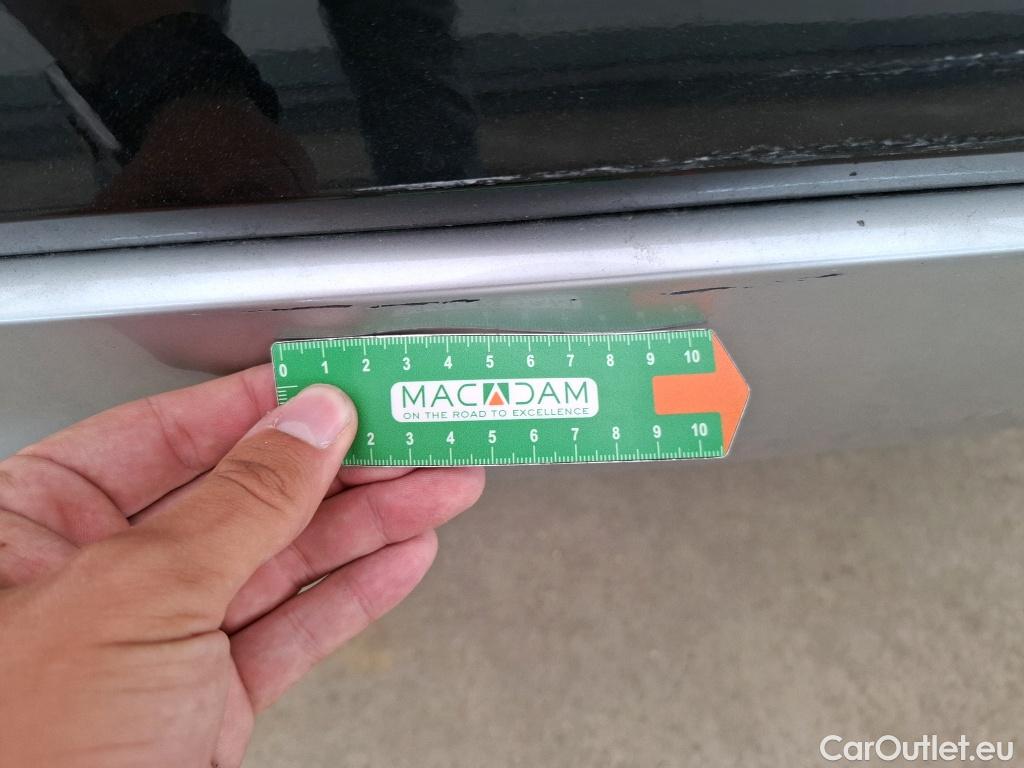 0 1 2 3 4 5 6 7 8 9 10
MACADAM
ON THE ROAD TO EXCELLENCE
2 3 4 5 6 7 8 9 10
CarOutlet.eu